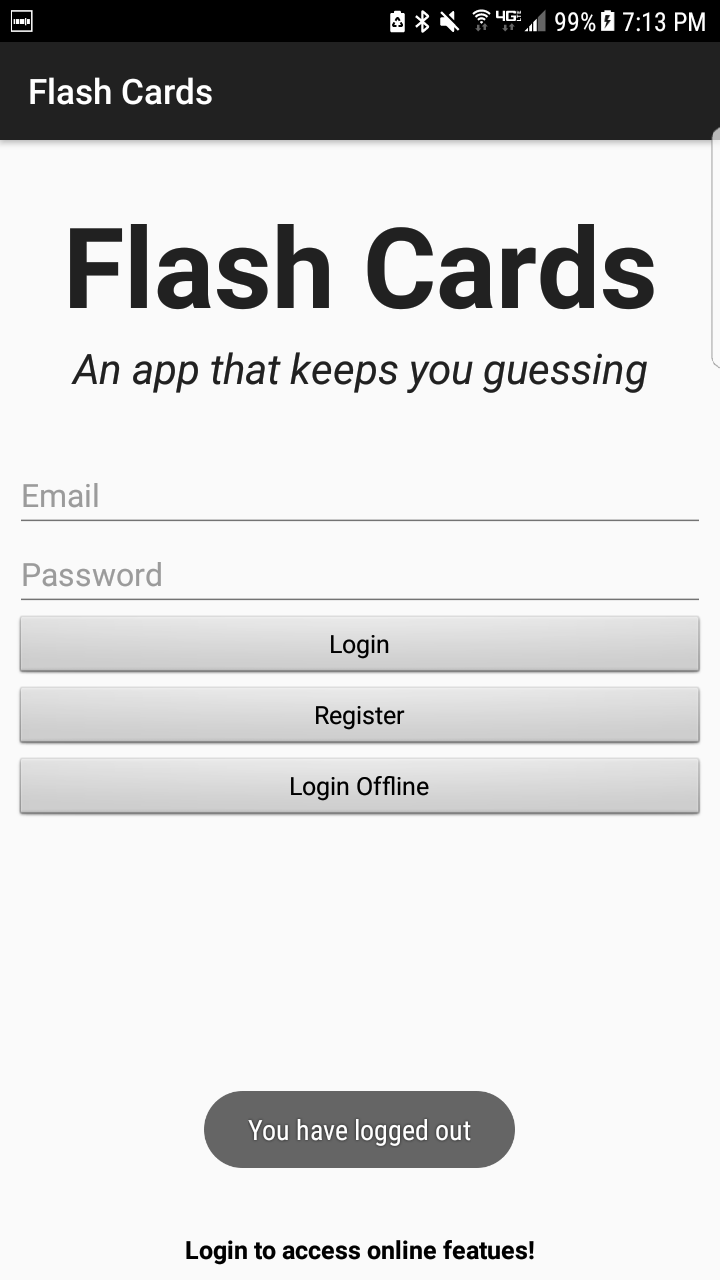 4G 99% 7:13 PM
Flash Cards
Flash Cards
An app that keeps you guessing
Email
Password
Login
Register
Login Offline
You have logged out
Login to access online featues!